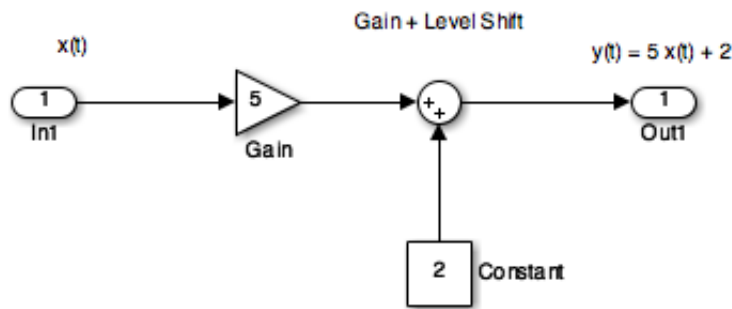 Gain + Level Shift
x(t)
y(t) = 5 x(t) + 2
1
In1
5
Gain
++
1
Out1
2
Constant